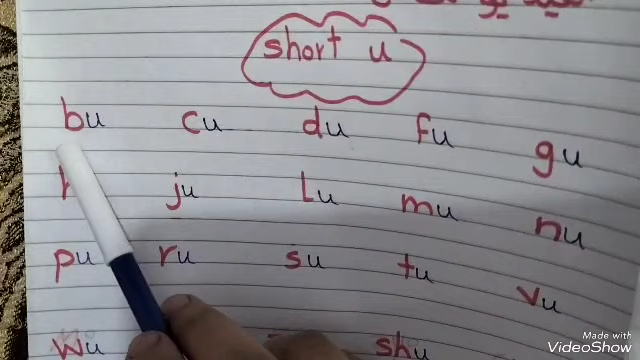 short u
bu cu du fu gu
ju Lu mu nu
pu ru su tu vu
wu shu
Made with
VideoShow